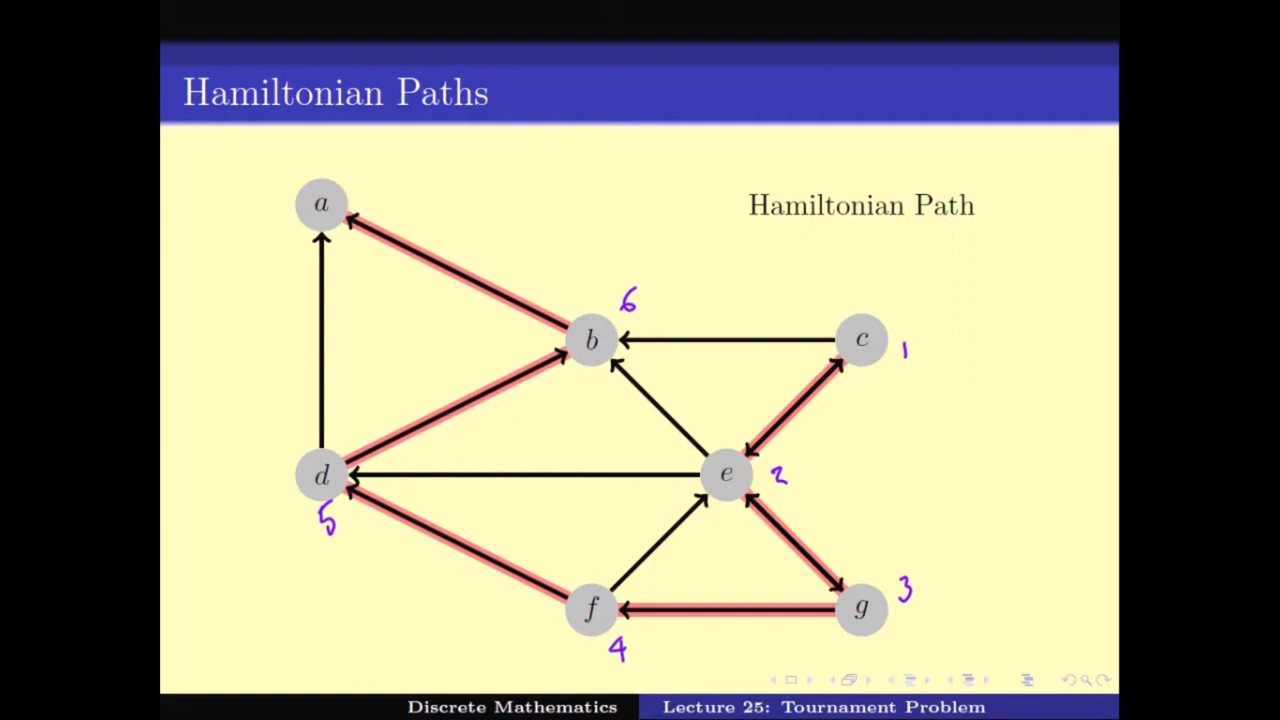 Hamiltonian Paths
a
Hamiltonian Path
6
b
c
1
d
e
2
5
f
g
3
4
Discrete Mathematics
Lecture 25: Tournament Problem